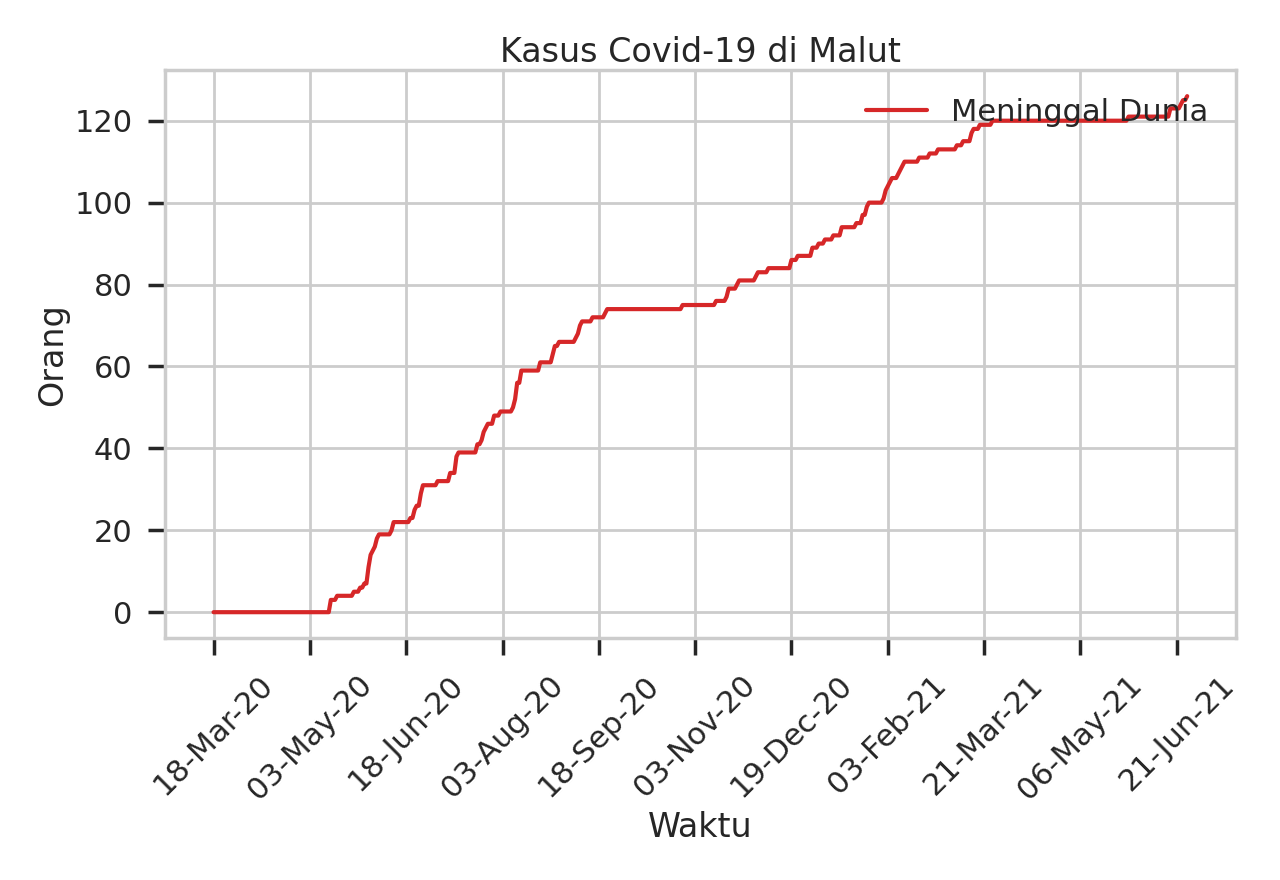 Kasus Covid-19 di Malut
Meninggal Dunia
120
100
80
60
40
20
0
Orang
18-Mar-20
03-May-20
18-Jun-20
03-Aug-20
18-Sep-20
03-Nov-20
19-Dec-20
03-Feb-21
21-Mar-21
06-May-21
21-Jun-21
Waktu